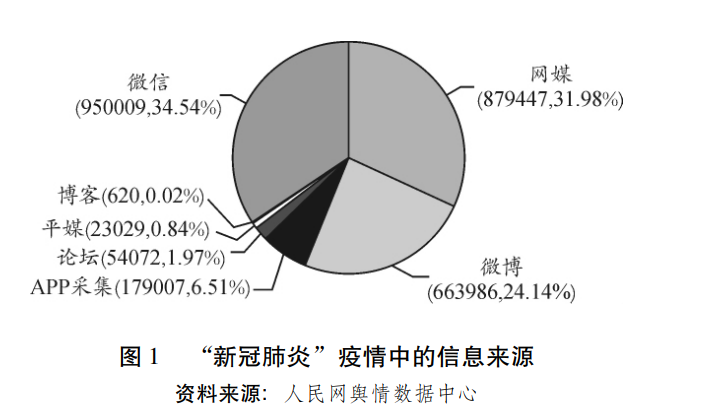 微信
(950009,34.54%)
网媒
(879447,31.98%)
博客(620,0.02%)
平媒(23029,0.84%)
论坛(54072,1.97%)
APP采集(179007,6.51%)
微博
(663986,24.14%)
图 1 “新冠肺炎”疫情中的信息来源
资料来源：人民网舆情数据中心